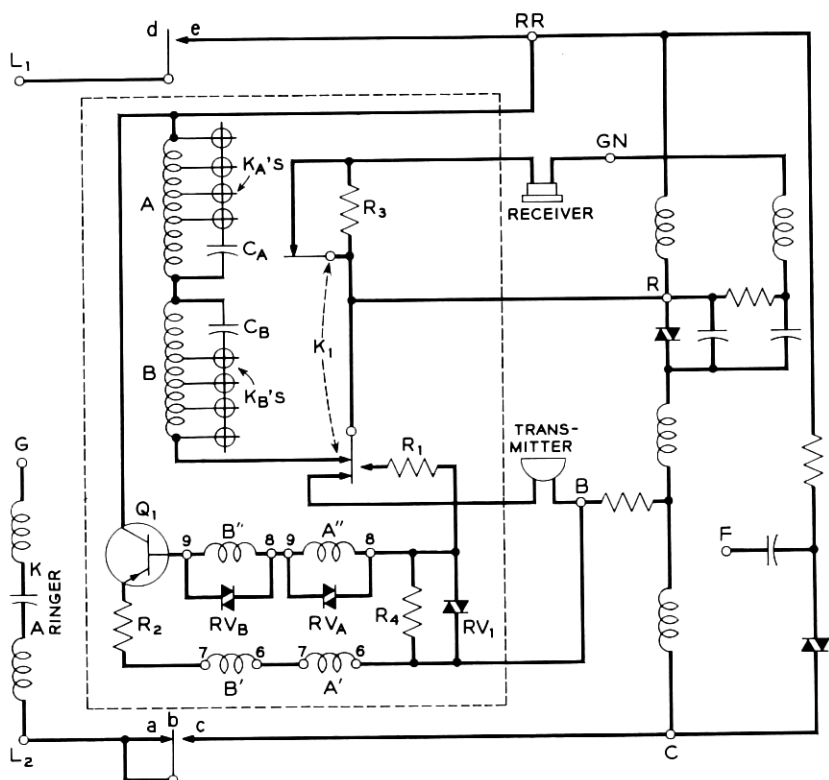 RR
d
e
L₁
GN
KA'S
A
R₃
RECEIVER
CA
R
CB
K₁
B
KB'S
TRANS-
MITTER
R₁
G
B
Q₁
9
B"
8
9
A"
8
F
K
A
RINGER
R₂
RVB
RVA
R₄
RV₁
7
6
7
6
B'
A'
a
b
c
L₂
C